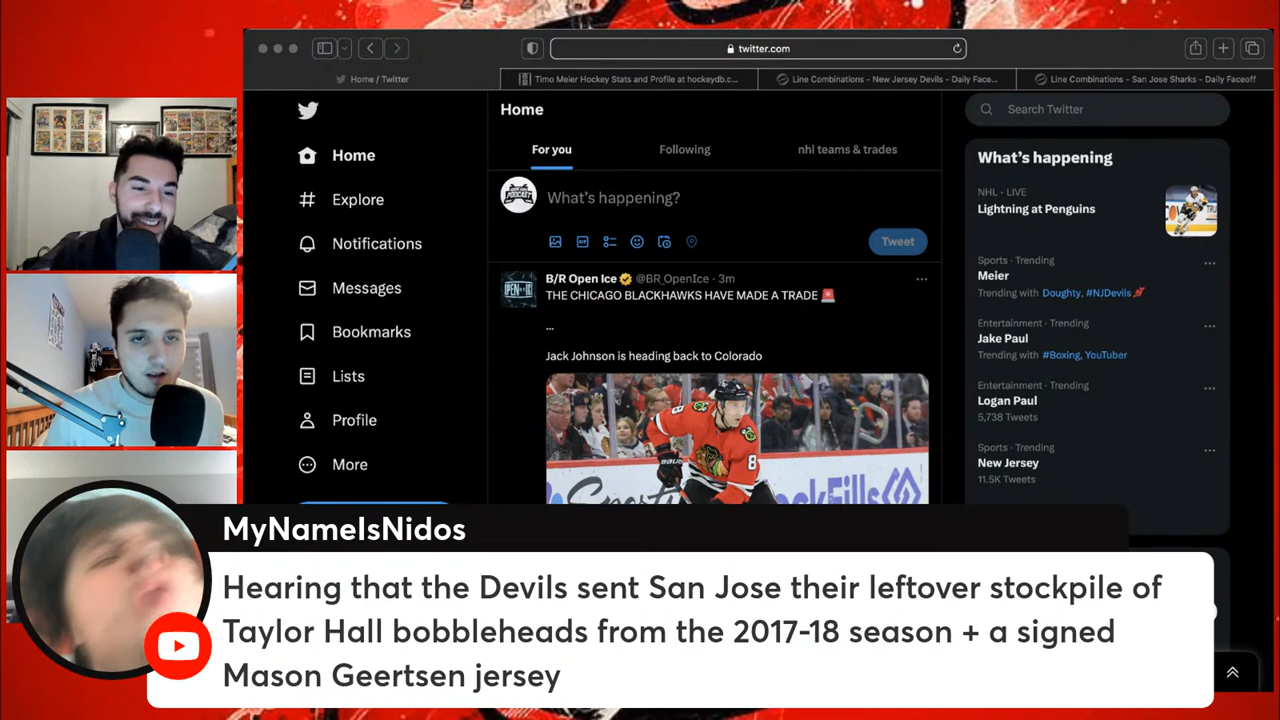 twitter.com
Home / Twitter
Timo Meier Hockey Stats and Profile at hockeydb.c...
Line Combinations - New Jersey Devils - Daily Face...
Line Combinations - San Jose Sharks - Daily Faceoff
Home
Explore
Notifications
Messages
Bookmarks
Lists
Profile
More
Home
For you
Following
nhl teams & trades
What's happening?
GIF
Tweet
B/R Open Ice @BR_OpenIce · 3m
THE CHICAGO BLACKHAWKS HAVE MADE A TRADE 🚨
...
Jack Johnson is heading back to Colorado
8
Search Twitter
What's happening
NHL · LIVE
Lightning at Penguins
Sports · Trending
Meier
Trending with Doughty, #NJDevils
Entertainment · Trending
Jake Paul
Trending with #Boxing, YouTuber
Entertainment · Trending
Logan Paul
5,738 Tweets
Sports · Trending
New Jersey
11.5K Tweets
MyNameIsNidos
Hearing that the Devils sent San Jose their leftover stockpile of
Taylor Hall bobbleheads from the 2017-18 season + a signed
Mason Geertsen jersey